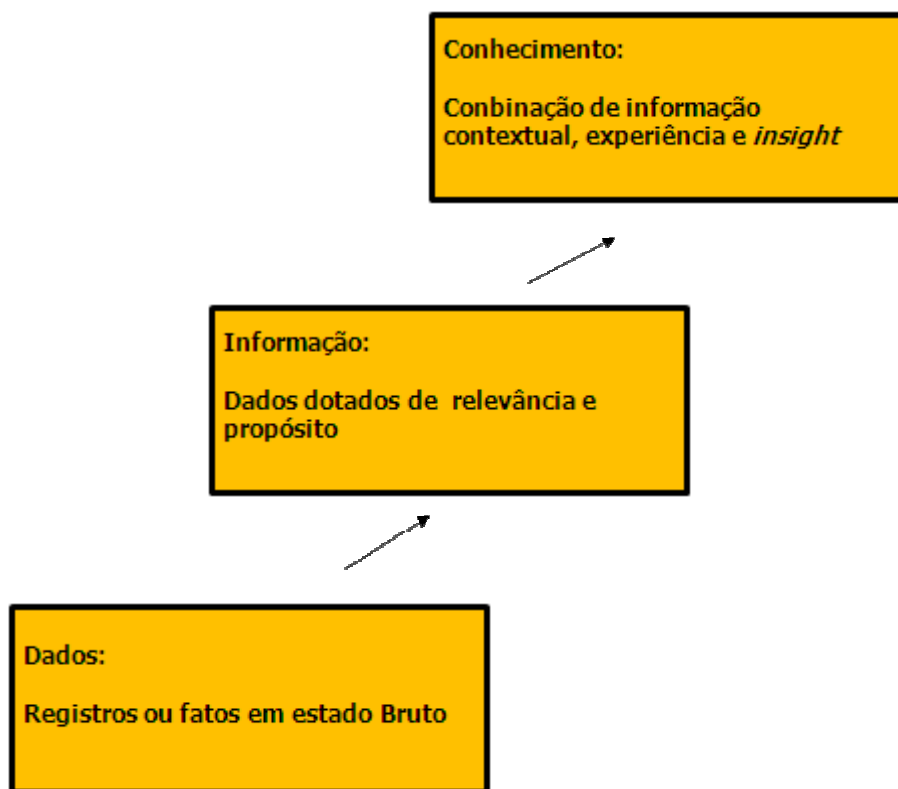 Conhecimento:
Conbinação de informação
contextual, experiência e insight
Informação:
Dados dotados de relevância e
propósito
Dados:
Registros ou fatos em estado Bruto